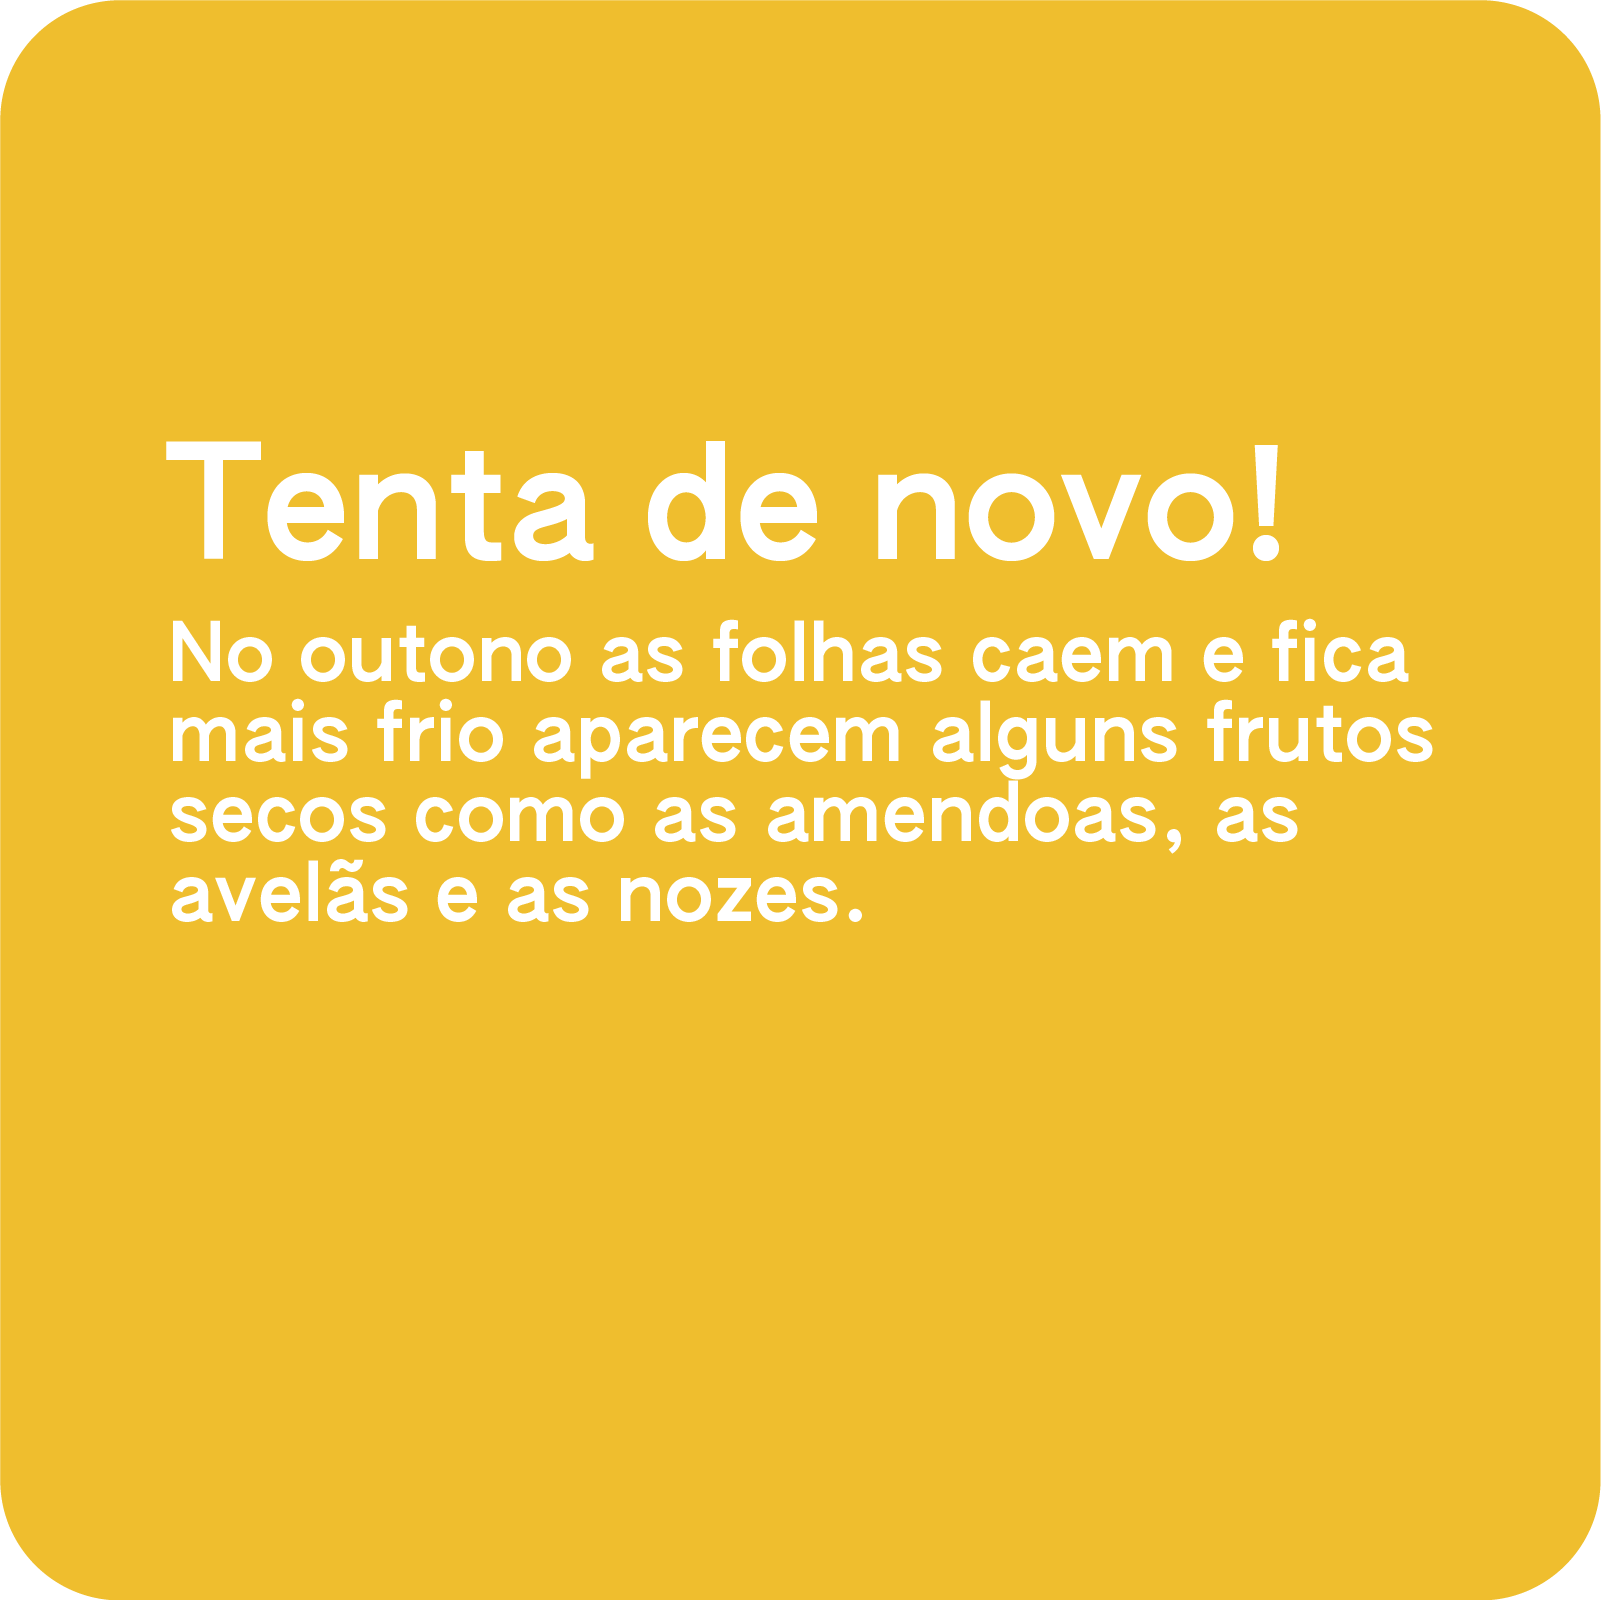 Tenta de novo!
No outono as folhas caem e fica
mais frio aparecem alguns frutos
secos como as amendoas, as
avelãs e as nozes.